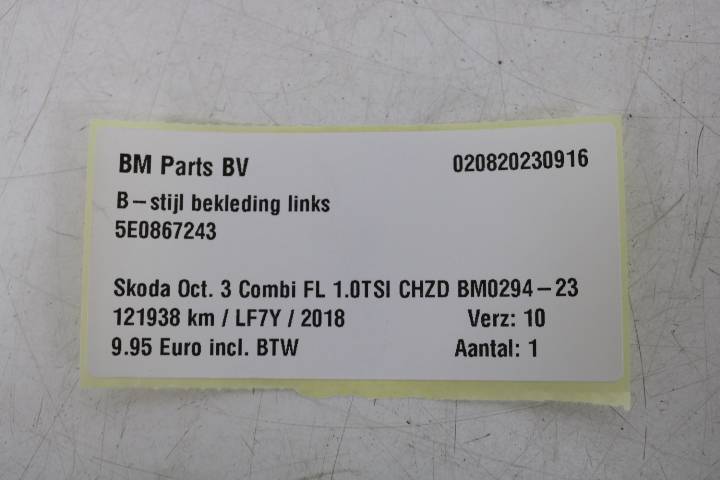 BM Parts BV 020820230916
B-stijl bekleding links
5E0867243
Skoda Oct. 3 Combi FL 1.0TSI CHZD BM0294-23
121938 km / LF7Y / 2018 Verz: 10
9.95 Euro incl. BTW Aantal: 1